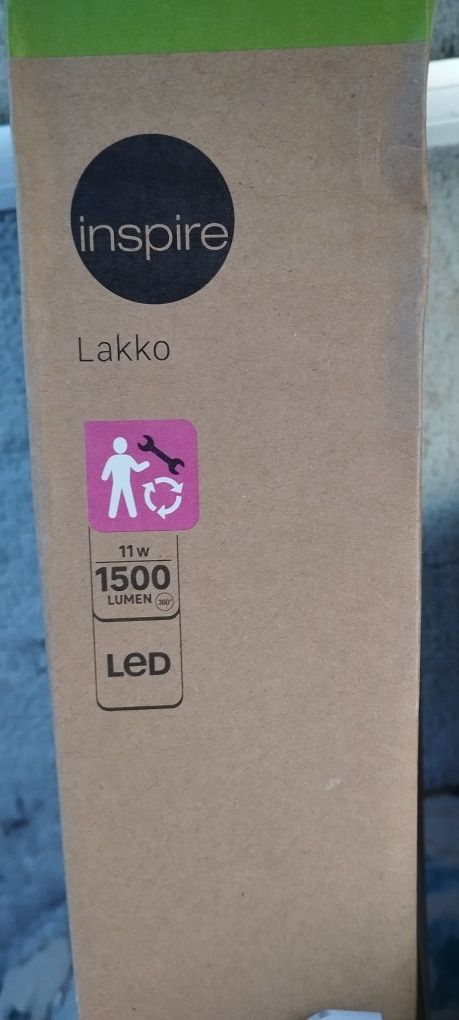 inspire
Lakko
11w
1500
LUMEN 360°
LED